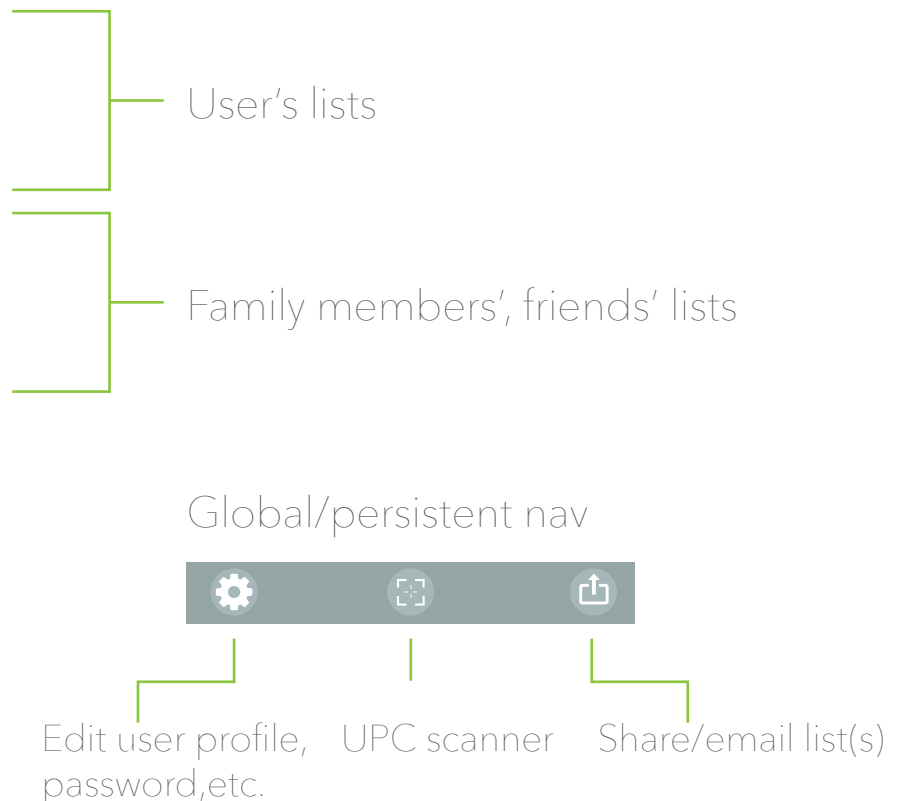 User’s lists
Family members’, friends’ lists
Global/persistent nav
Edit user profile,
password,etc.
UPC scanner
Share/email list(s)